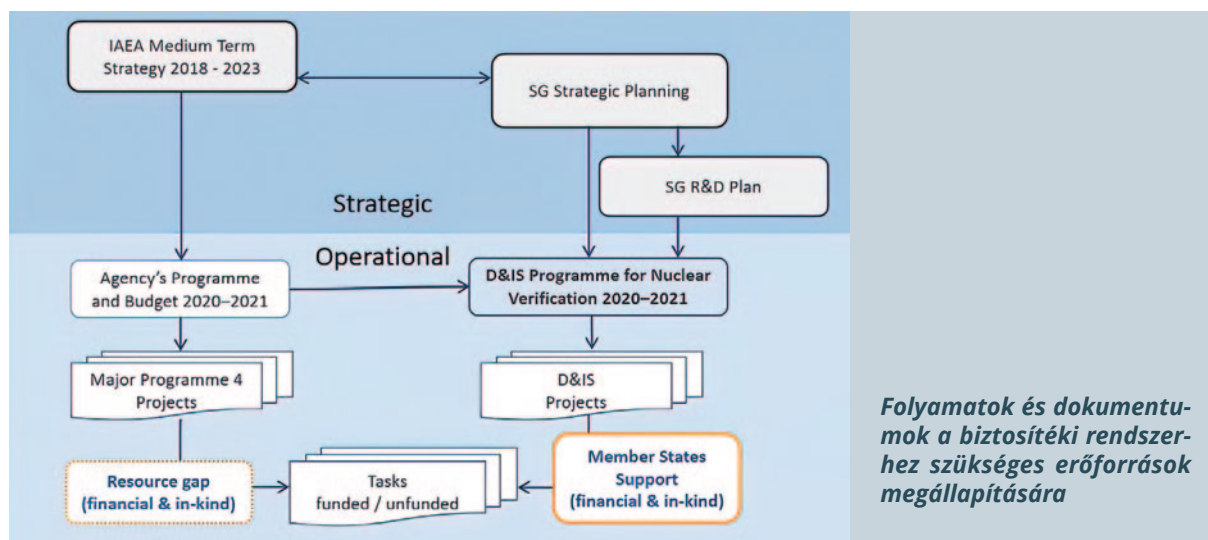 IAEA Medium Term
Strategy 2018 - 2023
SG Strategic Planning
SG R&D Plan
Strategic
Operational
Agency's Programme
and Budget 2020–2021
D&IS Programme for Nuclear
Verification 2020–2021
Major Programme 4
Projects
D&IS
Projects
Resource gap
(financial & in-kind)
Tasks
funded / unfunded
Member States
Support
(financial & in-kind)
Folyamatok és dokumentu-
mok a biztosítéki rendszer-
hez szükséges erőforrások
megállapítására